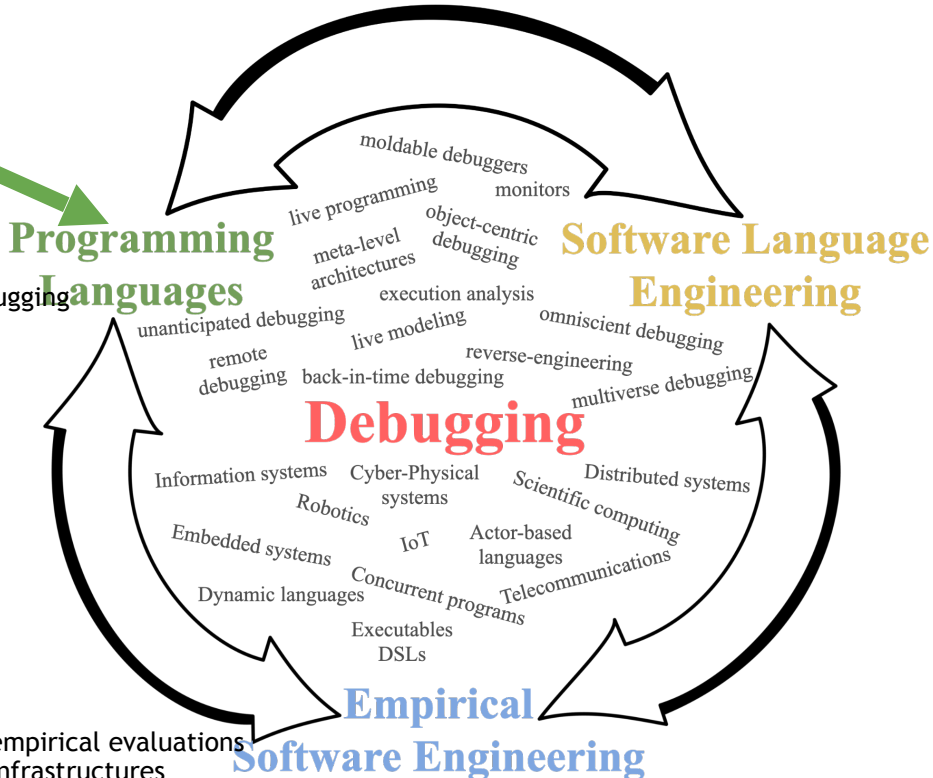 moldable debuggers
monitors
live programming
object-centric
debugging
meta-level
architectures
Programming
Languages
Software Language
Engineering
ugging
execution analysis
unanticipated debugging
live modeling
omniscient debugging
remote
debugging
reverse-engineering
back-in-time debugging
multiverse debugging
Debugging
Information systems
Cyber-Physical
systems
Distributed systems
Scientific computing
Robotics
Embedded systems
IoT
Actor-based
languages
Telecommunications
Dynamic languages
Concurrent programs
Executables
DSLs
Empirical
Software Engineering
empirical evaluations
nfrastructures